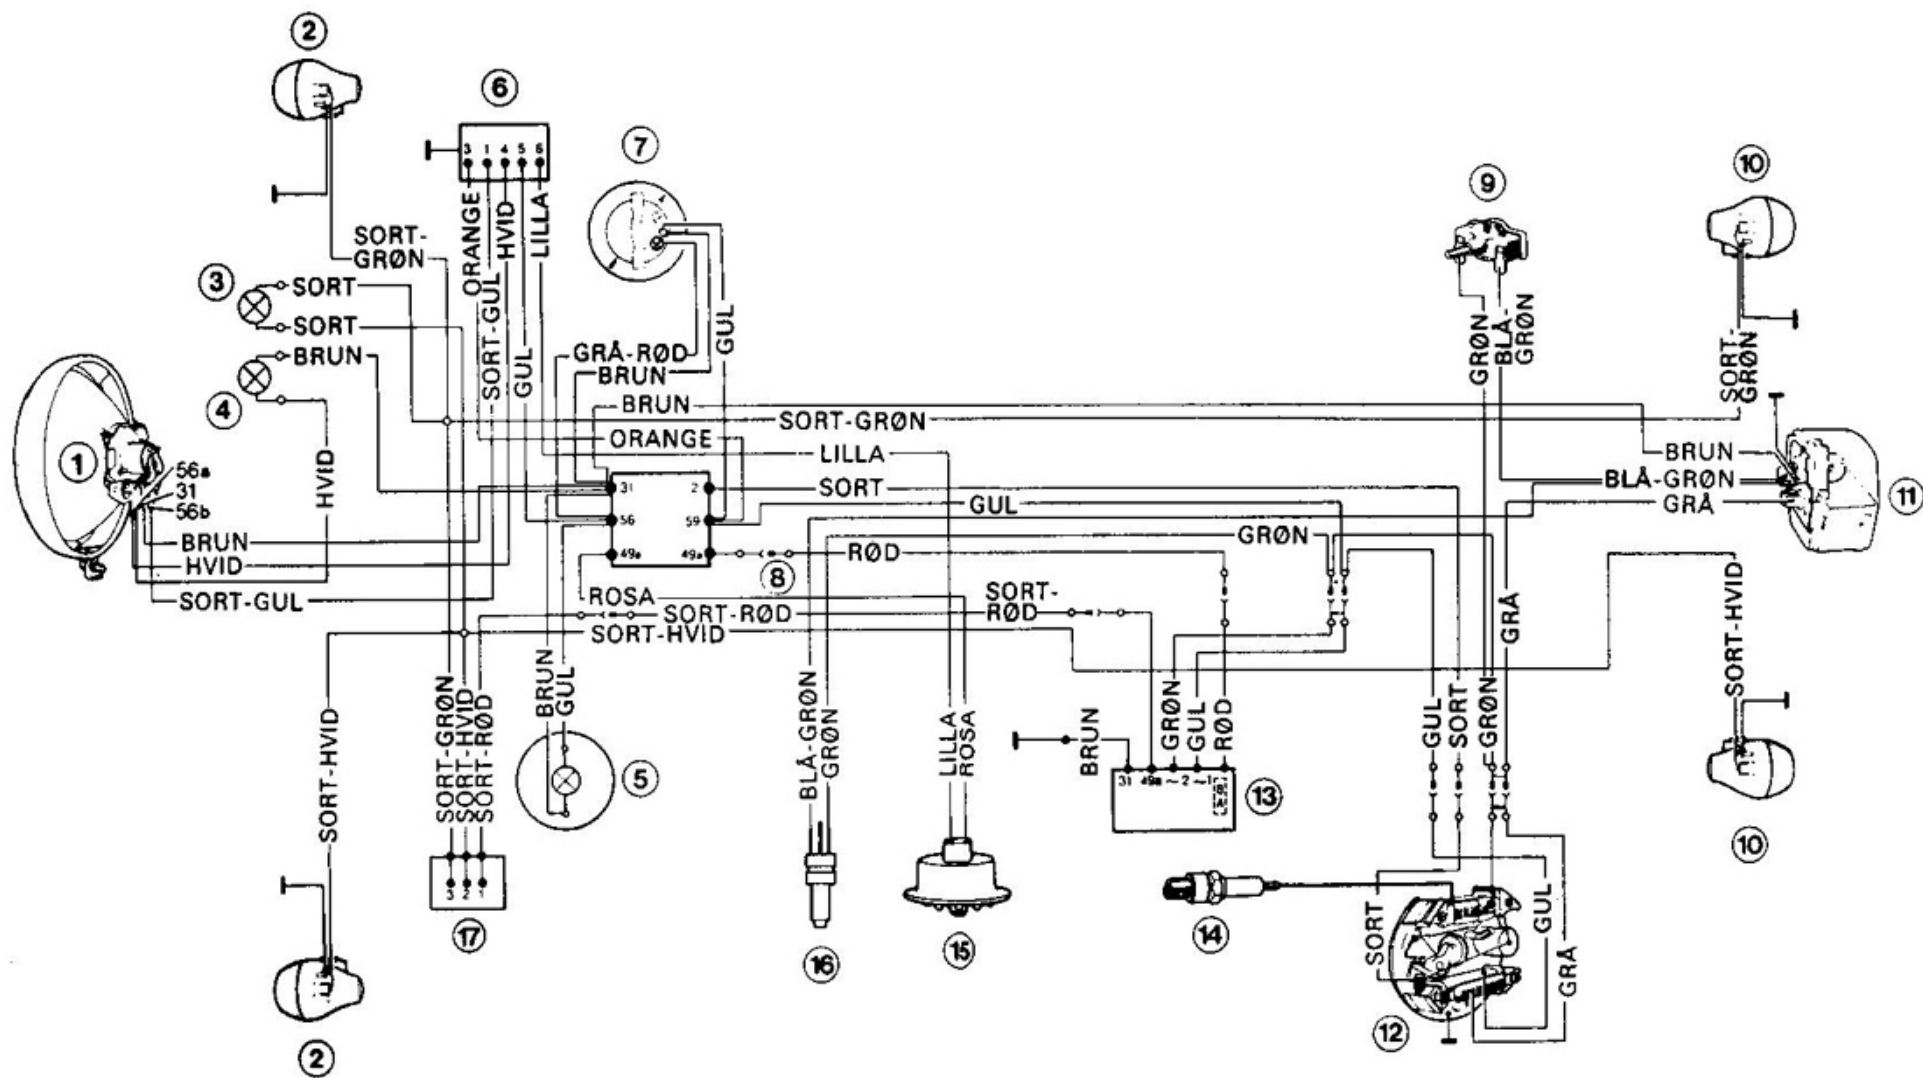 2
6
3 1 4 5 6
7
9
10
ORANGE
SORT-GUL
HVID
LILLA
SORT-
GRØN
3
SORT
SORT
BRUN
4
GUL
GRÅ-RØD
BRUN
GUL
GRØN
BLÅ-
GRØN
SORT-
GRØN
BRUN
SORT-GRØN
ORANGE
LILLA
BRUN
1
56a
31
56b
HVID
31 2
SORT
BLÅ-GRØN
GUL
GRÅ
11
56 59
BRUN
GRØN
49a 49a
RØD
HVID
8
ROSA
SORT-
RØD
SORT-GUL
SORT-RØD
SORT-HVID
GRÅ
SORT-HVID
SORT-HVID
SORT-GRØN
SORT-HVID
SORT-RØD
BRUN
GUL
BLÅ-GRØN
GRØN
LILLA
ROSA
BRUN
GRØN
GUL
RØD
GUL
SORT
GRØN
5
31 49a ~2 ~1
13
10
3 2 1
17
16
15
14
SORT
GUL
GRÅ
12
2